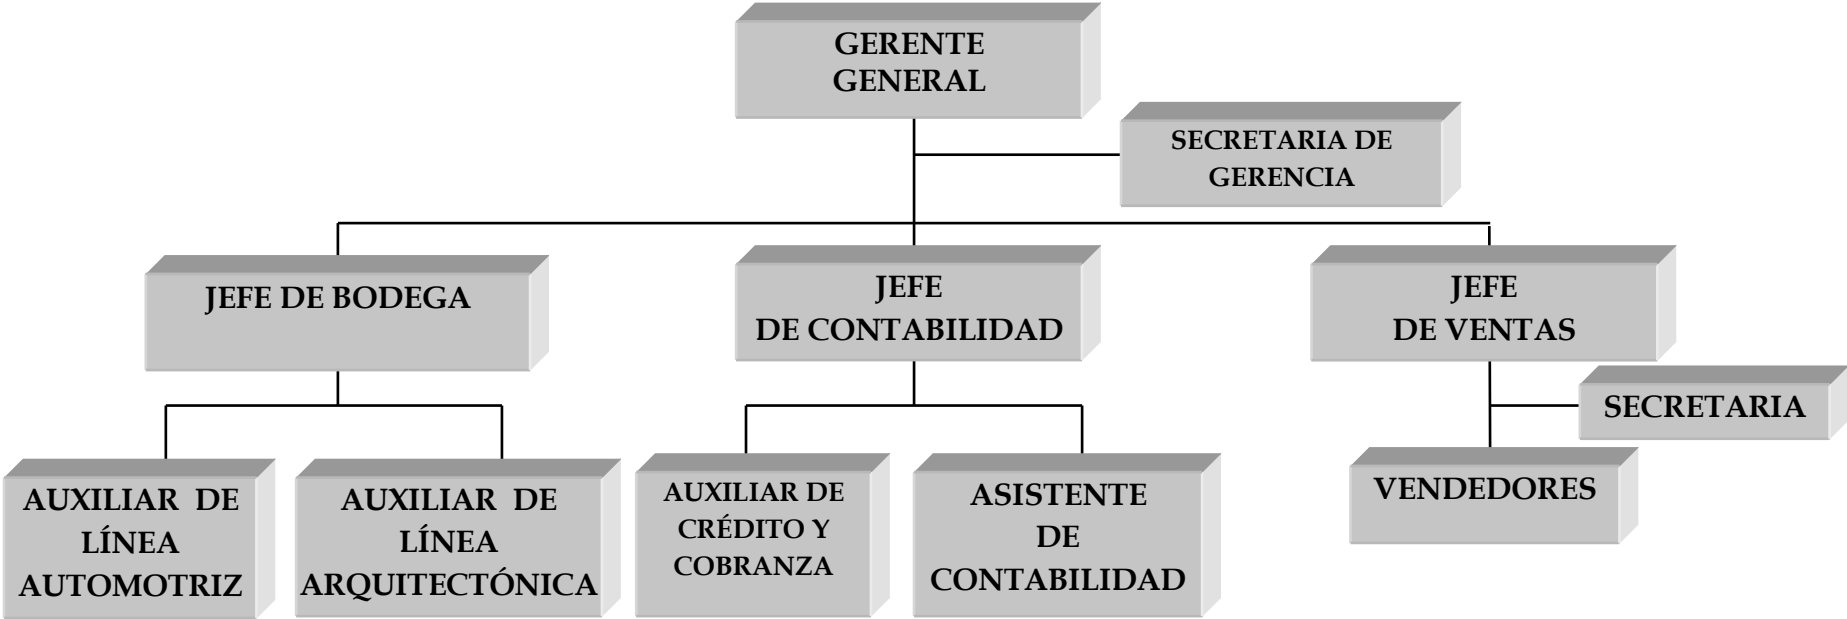 GERENTE
GENERAL
SECRETARIA DE
GERENCIA
JEFE DE BODEGA
JEFE
DE CONTABILIDAD
JEFE
DE VENTAS
SECRETARIA
AUXILIAR DE
LÍNEA
AUTOMOTRIZ
AUXILIAR DE
LÍNEA
ARQUITECTÓNICA
AUXILIAR DE
CRÉDITO Y
COBRANZA
ASISTENTE
DE
CONTABILIDAD
VENDEDORES